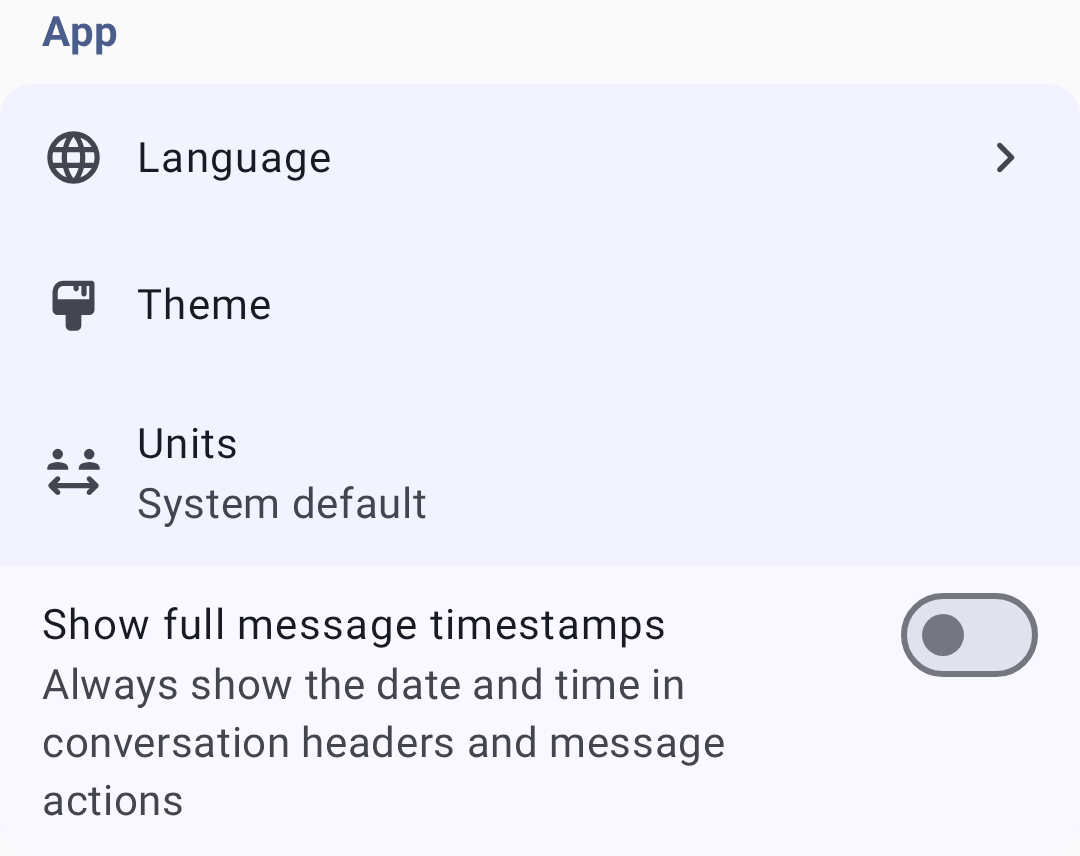 App
Language
Theme
Units
System default
Show full message timestamps
Always show the date and time in
conversation headers and message
actions